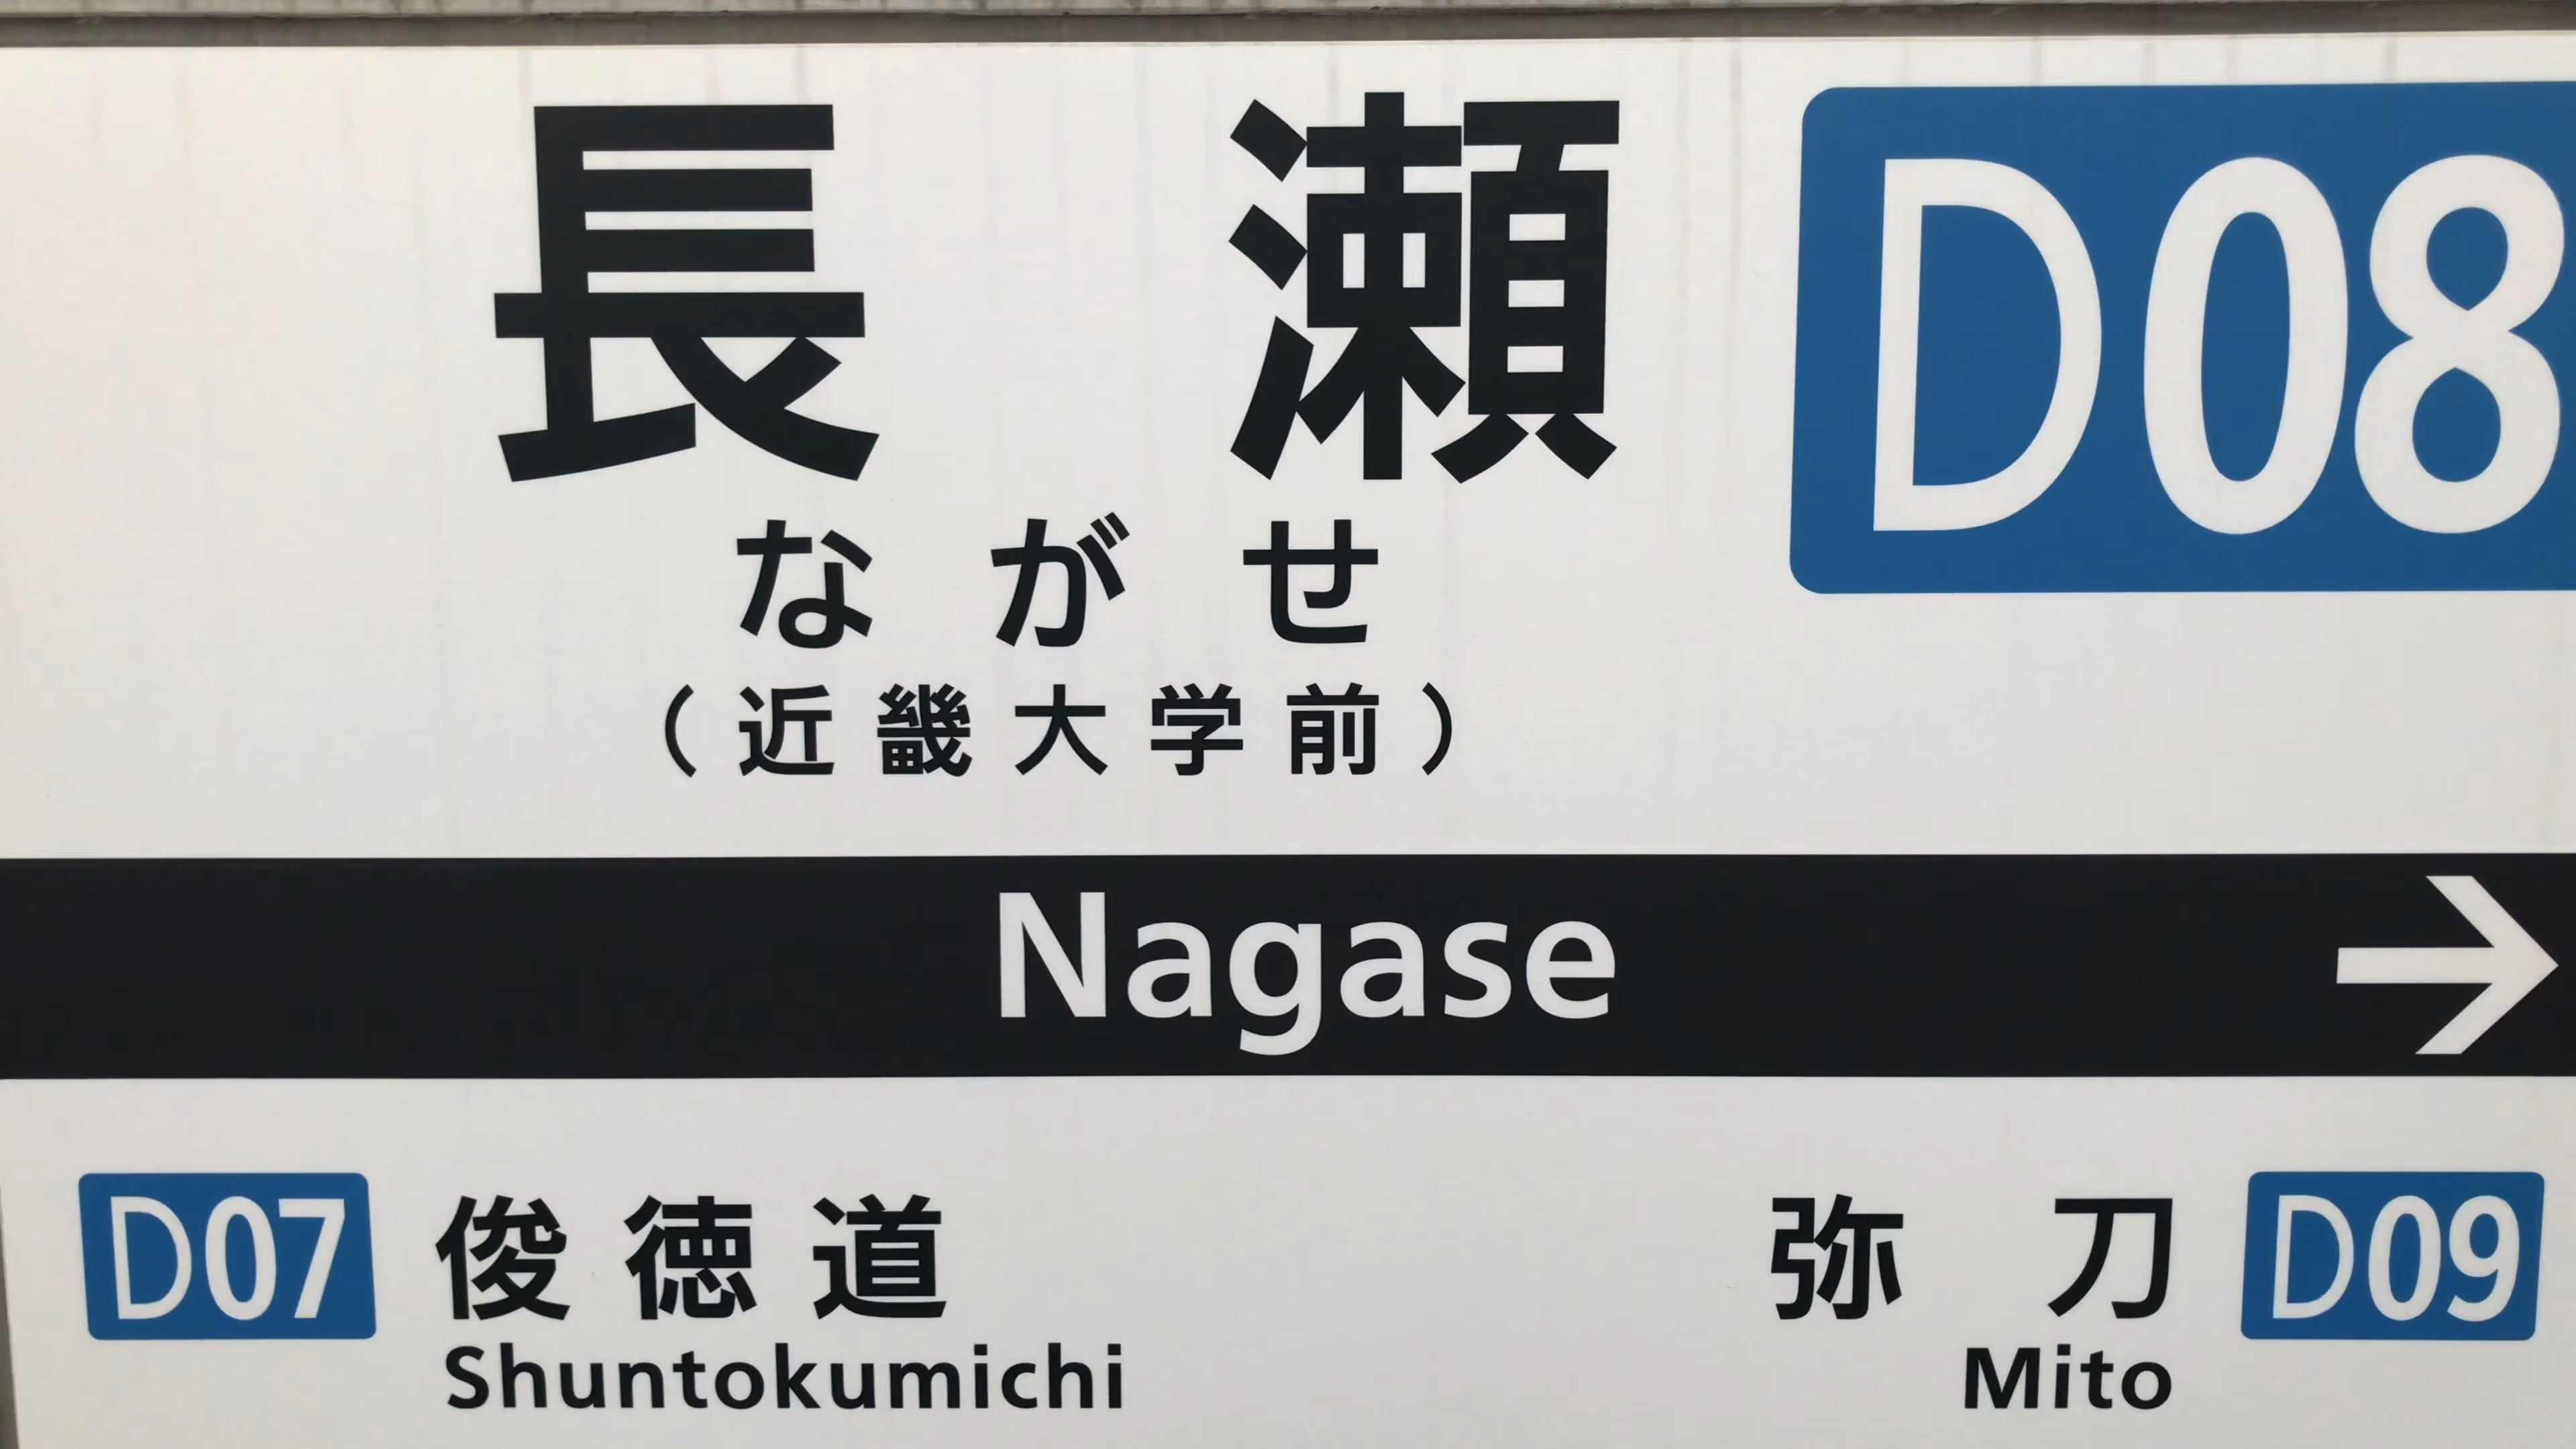 長瀬 D08
ながせ
（近畿大学前）
Nagase →
D07 俊徳道 弥刀 D09
Shuntokumichi Mito